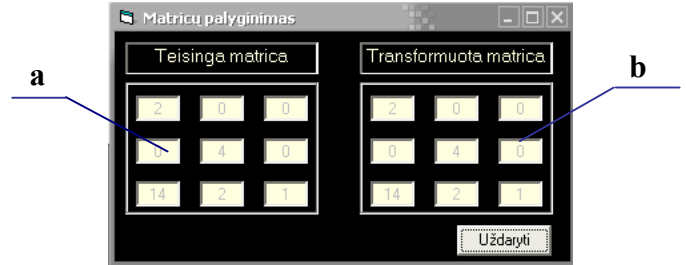 Matricų palyginimas
Teisinga matrica
Transformuota matrica
a
b
2 0 0
2 0 0
0 4 0
0 4 0
14 2 1
14 2 1
Uždaryti